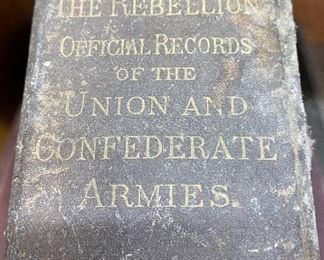 THE REBELLION
OFFICIAL RECORDS
OF THE
UNION AND
CONFEDERATE
ARMIES.